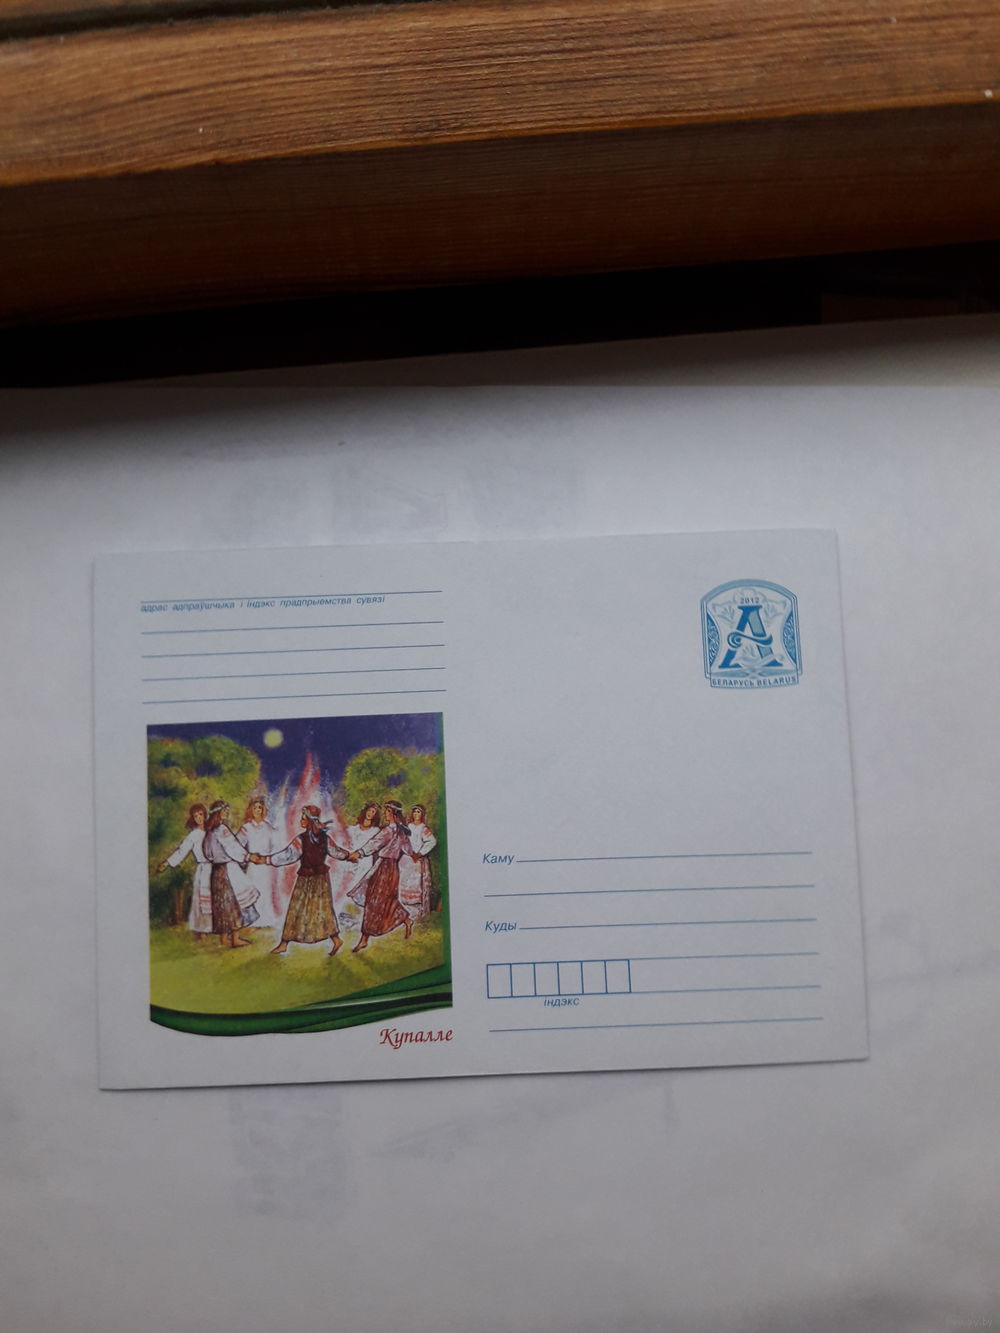 адрас адпраўшчыка і індэкс прадпрыемства сувязі
2012
А
БЕЛАРУСЬ BELARUS
Каму
Куды
індэкс
Купалле